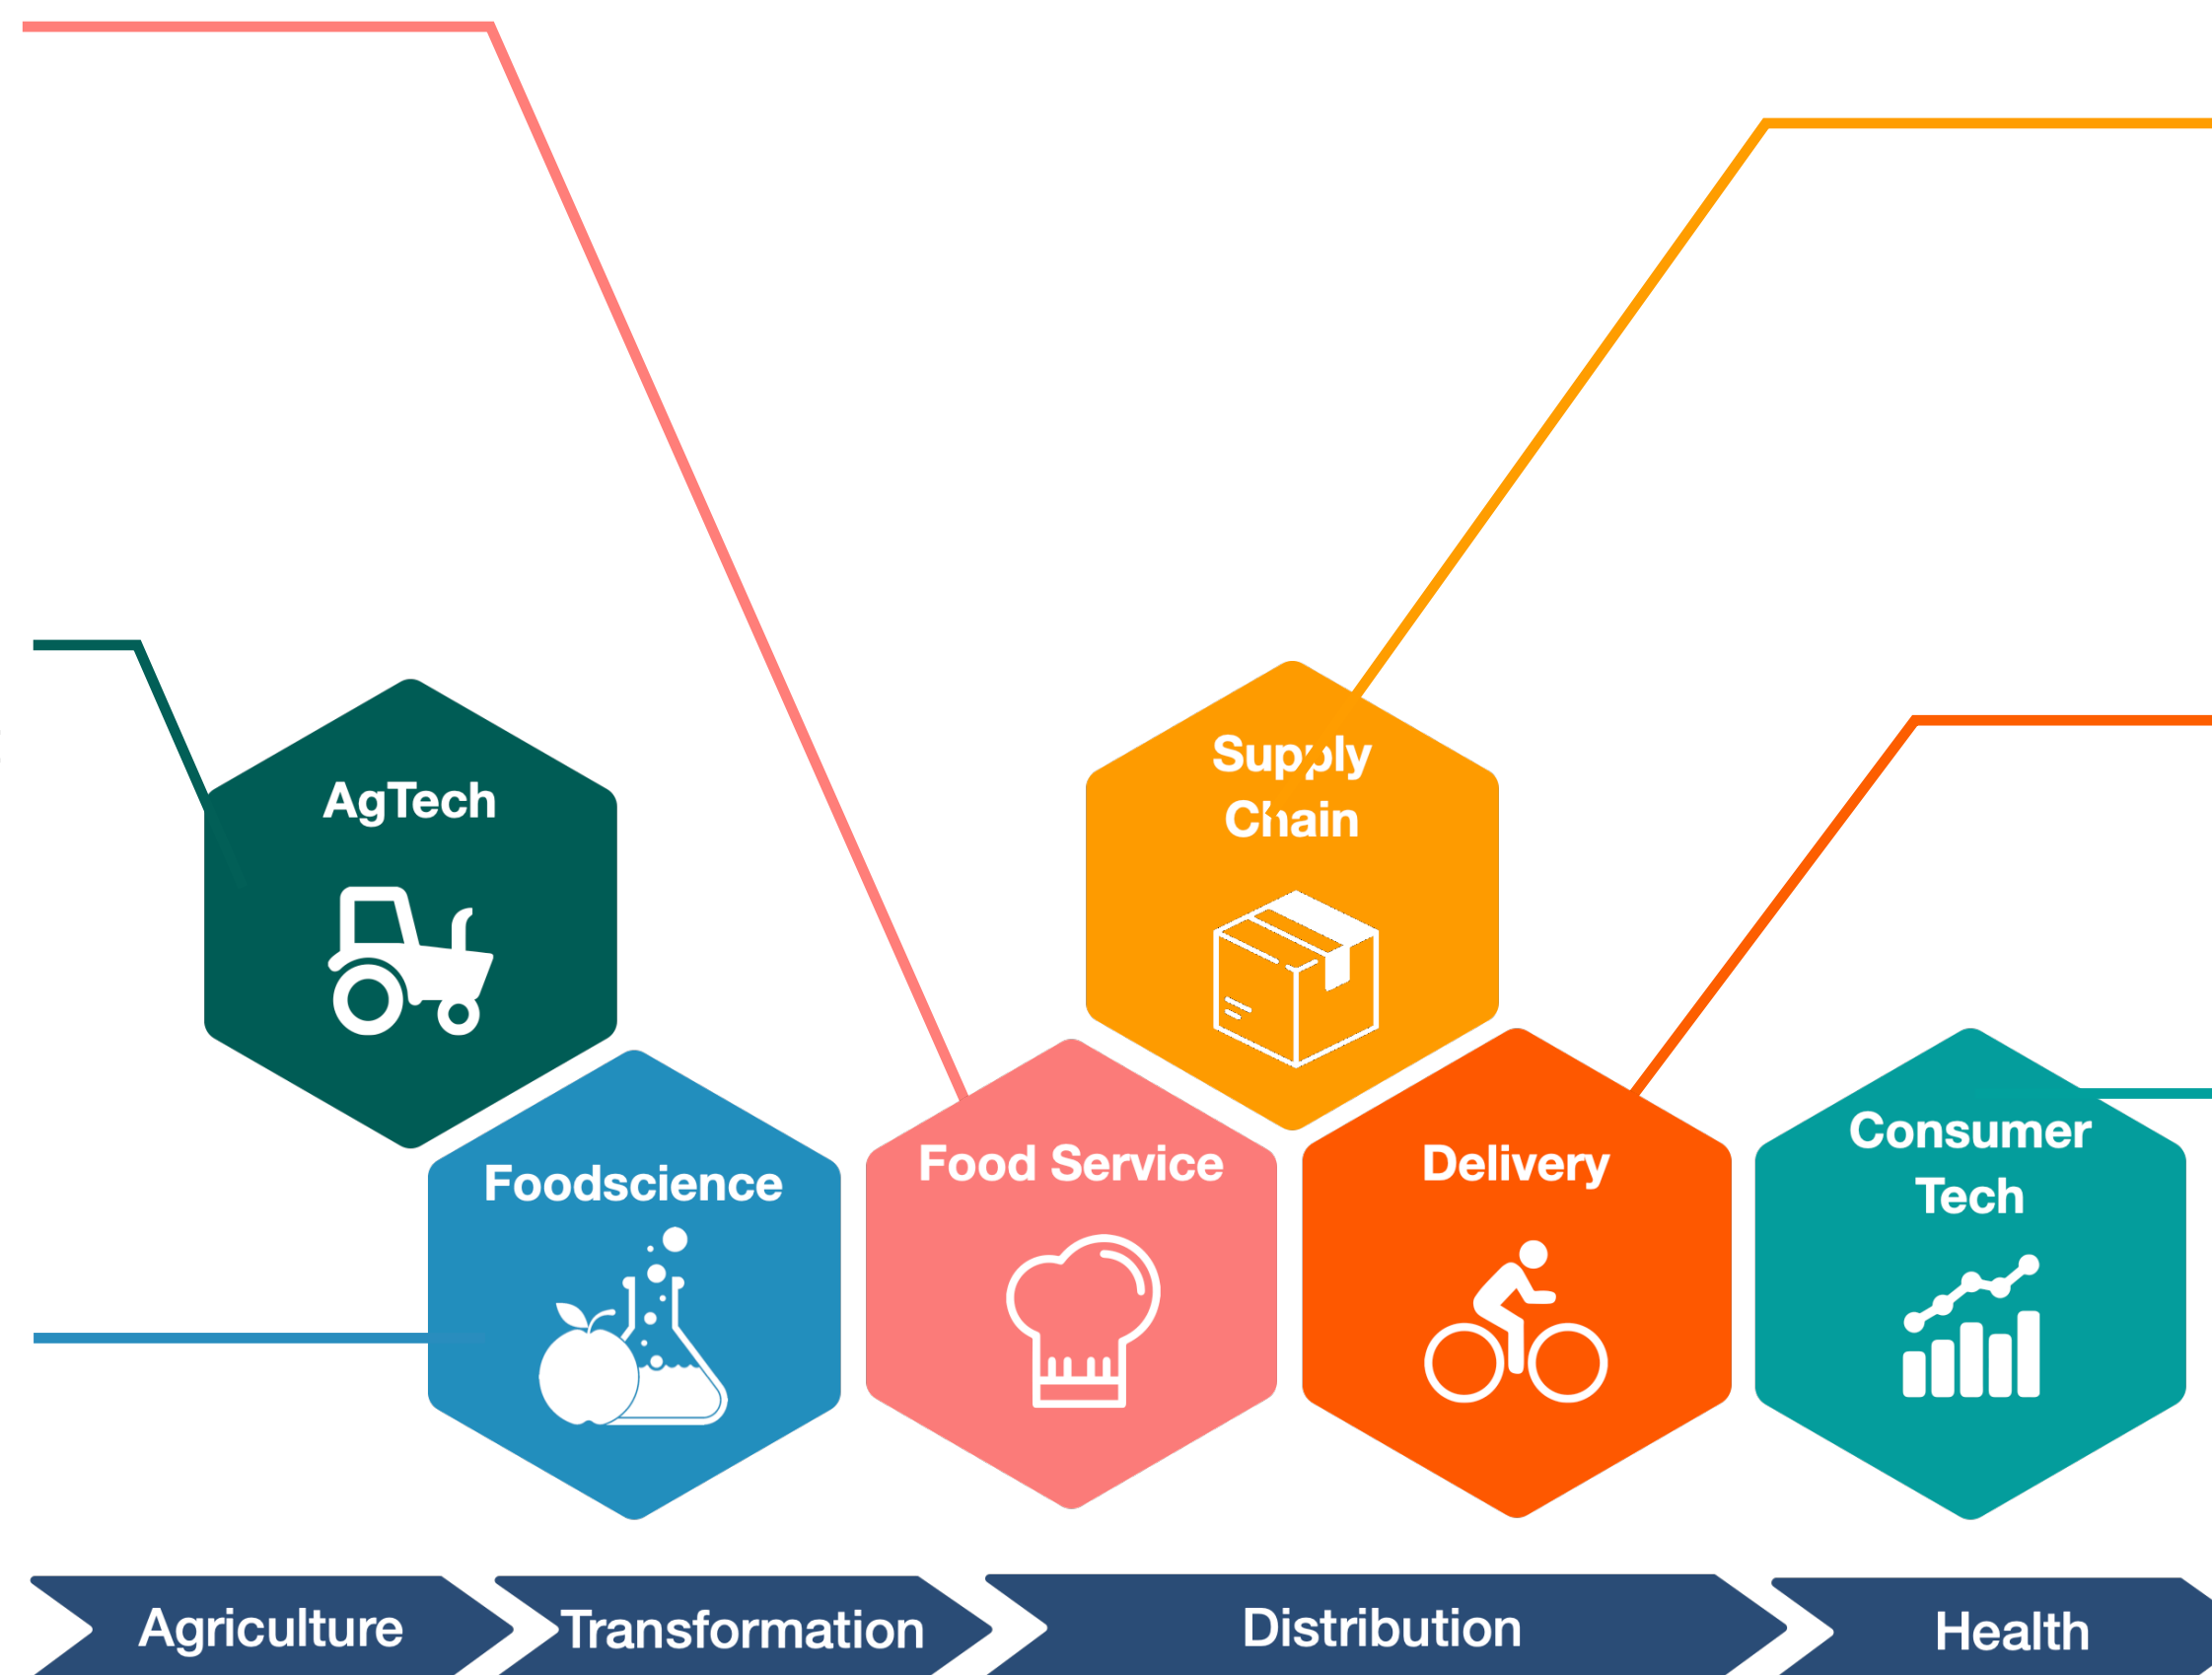 Supply
Chain
AgTech
Foodscience
Food Service
Delivery
Consumer
Tech
Agriculture
Transformation
Distribution
Health